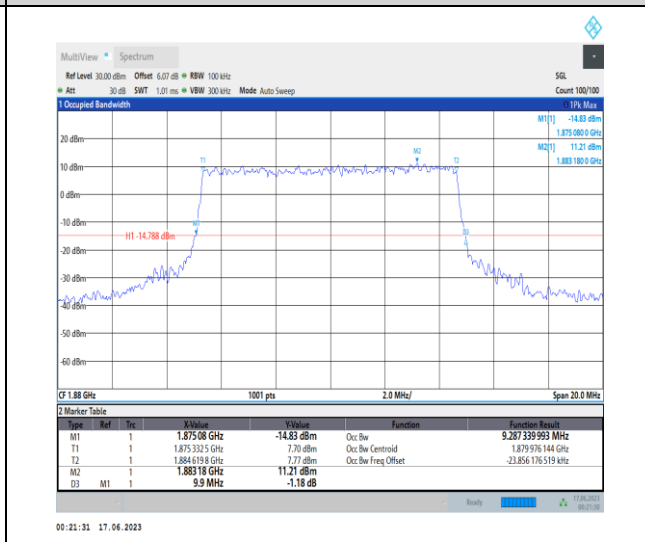 MultiView Spectrum
Ref Level 30.00 dBm Offset 6.07 dB RBW 100 kHz SGL
Att 30 dB SWT 1.01 ms VBW 300 kHz Mode Auto Sweep Count 100/100
1 Occupied Bandwidth 1Pk Max
M1[1] -14.83 dBm
1.875 080 0 GHz
20 dBm M2[1] 11.21 dBm
M2
1.883 180 0 GHz
T1 T2
10 dBm
0 dBm
-10 dBm
M1
H1 -14.788 dBm D3
-20 dBm
-30 dBm
-40 dBm
-50 dBm
-60 dBm
CF 1.88 GHz 1001 pts 2.0 MHz/ Span 20.0 MHz
2 Marker Table
Type Ref Trc X-Value Y-Value Function Function Result
M1 1 1.87508 GHz -14.83 dBm Occ Bw 9.287 339 993 MHz
T1 1 1.875 332 5 GHz 7.70 dBm Occ Bw Centroid 1.879 976 144 GHz
T2 1 1.884 619 8 GHz 7.77 dBm Occ Bw Freq Offset -23.856 176 519 kHz
M2 1 1.88318 GHz 11.21 dBm
D3 M1 1 9.9 MHz -1.18 dB
Ready 17.06.2023
00:21:30
00:21:31 17.06.2023